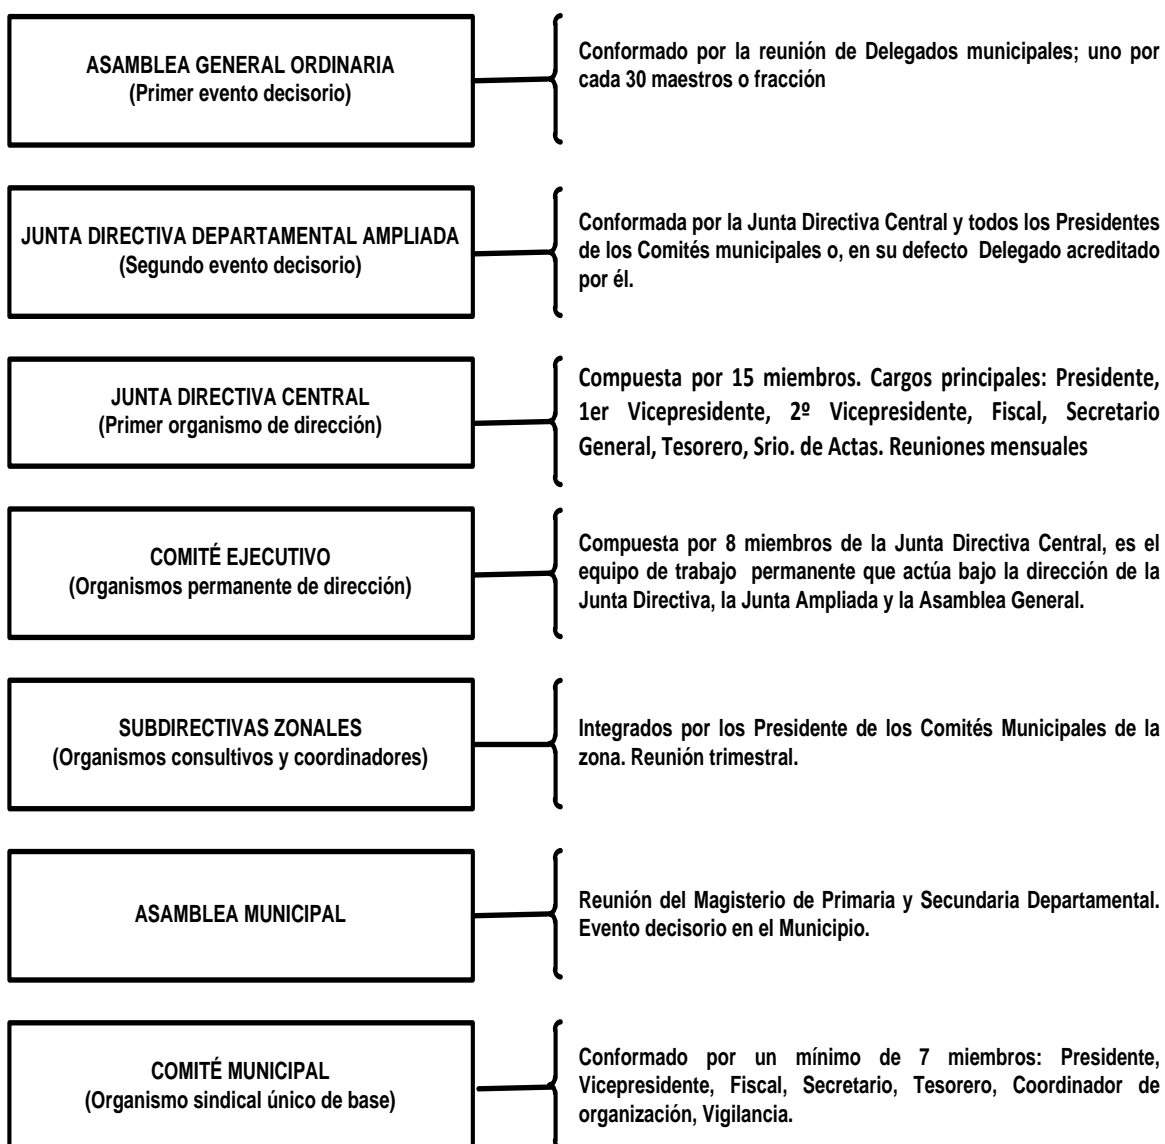 ASAMBLEA GENERAL ORDINARIA
(Primer evento decisorio)
Conformado por la reunión de Delegados municipales; uno por
cada 30 maestros o fracción
JUNTA DIRECTIVA DEPARTAMENTAL AMPLIADA
(Segundo evento decisorio)
Conformada por la Junta Directiva Central y todos los Presidentes
de los Comités municipales o, en su defecto Delegado acreditado
por él.
JUNTA DIRECTIVA CENTRAL
(Primer organismo de dirección)
Compuesta por 15 miembros. Cargos principales: Presidente,
1er Vicepresidente, 2º Vicepresidente, Fiscal, Secretario
General, Tesorero, Srio. de Actas. Reuniones mensuales
COMITÉ EJECUTIVO
(Organismos permanente de dirección)
Compuesta por 8 miembros de la Junta Directiva Central, es el
equipo de trabajo permanente que actúa bajo la dirección de la
Junta Directiva, la Junta Ampliada y la Asamblea General.
SUBDIRECTIVAS ZONALES
(Organismos consultivos y coordinadores)
Integrados por los Presidente de los Comités Municipales de la
zona. Reunión trimestral.
ASAMBLEA MUNICIPAL
Reunión del Magisterio de Primaria y Secundaria Departamental.
Evento decisorio en el Municipio.
COMITÉ MUNICIPAL
(Organismo sindical único de base)
Conformado por un mínimo de 7 miembros: Presidente,
Vicepresidente, Fiscal, Secretario, Tesorero, Coordinador de
organización, Vigilancia.